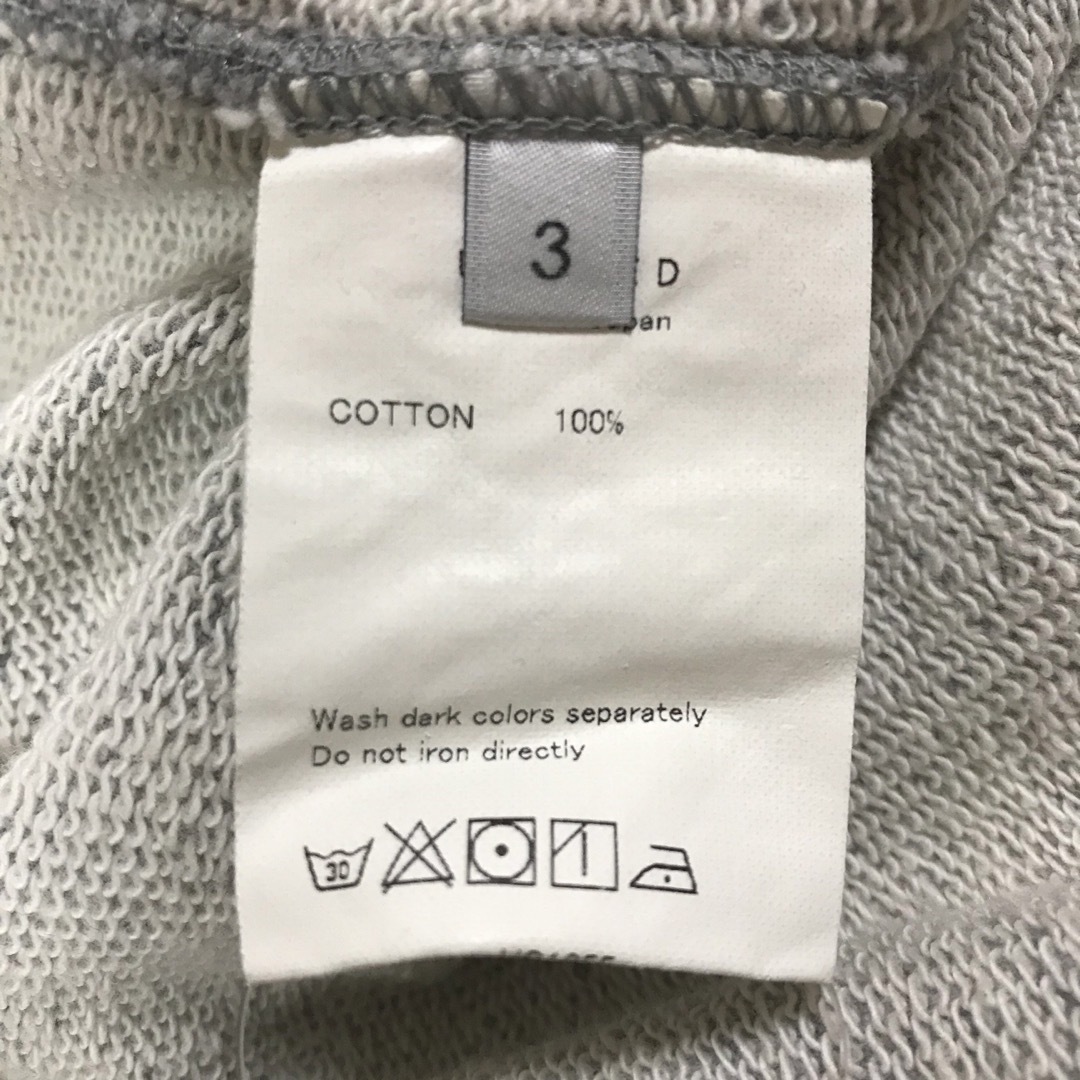 3
D
COTTON 100%
Wash dark colors separately
Do not iron directly
30